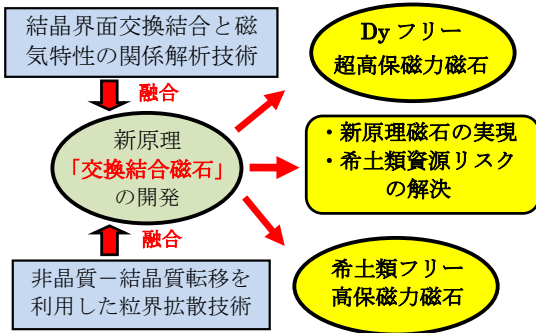 結晶界面交換結合と磁
気特性の関係解析技術
融合
新原理
「交換結合磁石」
の開発
融合
非晶質－結晶質転移を
利用した粒界拡散技術
Dy フリー
超高保磁力磁石
・新原理磁石の実現
・希土類資源リスク
の解決
希土類フリー
高保磁力磁石